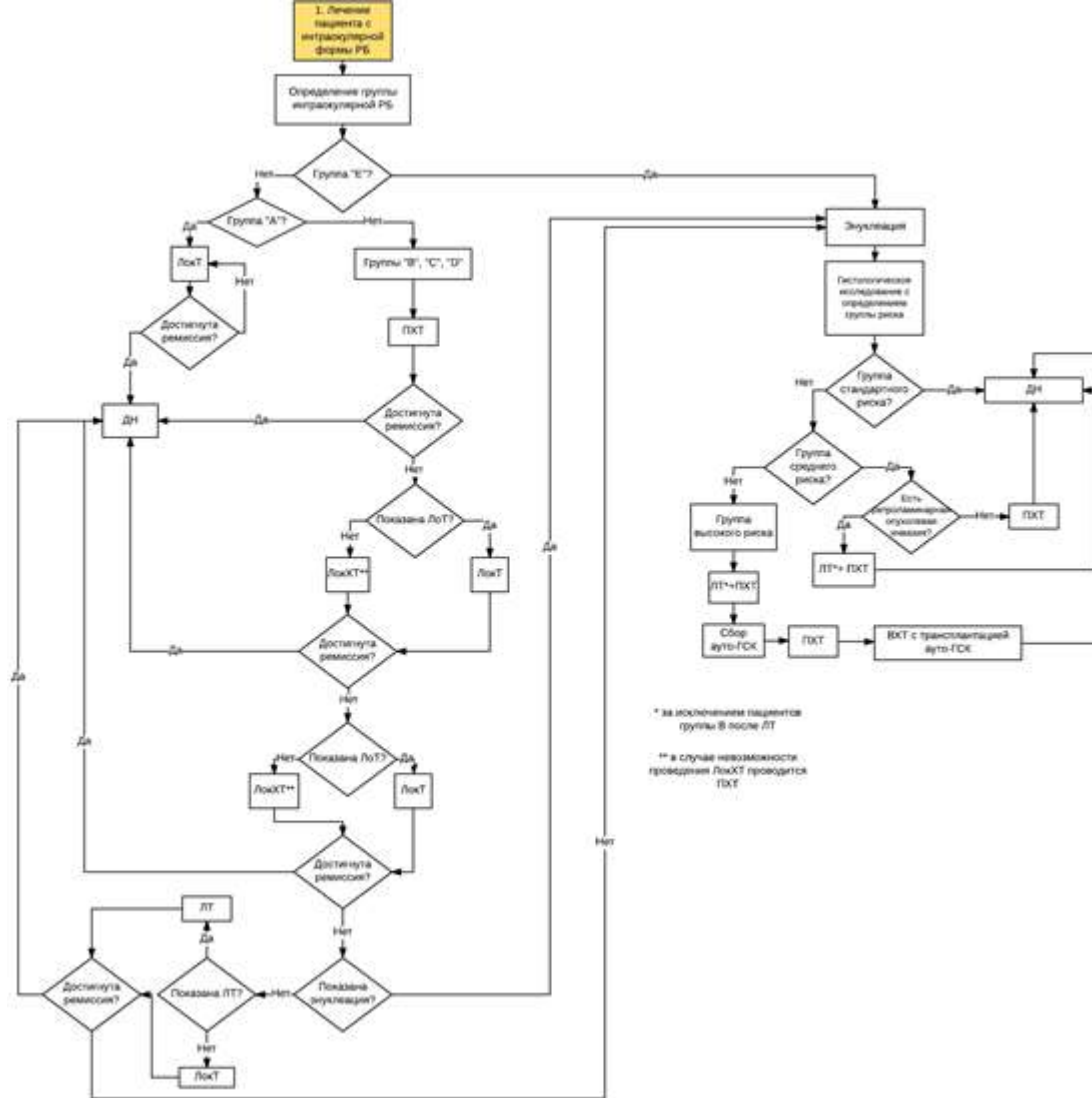 1. Лечение
пациента с
интраокулярной
формы РБ
Определение группы
интраокулярной РБ
Группа "E"?
Нет
Да
Группа "A"?
Да
Нет
Энуклеация
ЛокТ
Нет
Группы "B", "C", "D"
Гистологическое
исследование с
определением
группы риска
Достигнута
ремиссия?
Да
ПХТ
Группа
стандартного
риска?
Нет
Да
ДН
ДН
Да
Достигнута
ремиссия?
Нет
Группа
среднего
риска?
Нет
Да
Показана ЛоТ?
Нет
Да
Группа
высокого риска
Есть
ретроламинарная
опухолевая
инвазия?
Да
Нет
ПХТ
Да
ЛокХТ**
ЛокТ
ЛТ*+ПХТ
ЛТ*+ ПХТ
Достигнута
ремиссия?
Да
Нет
Сбор
ауто-ГСК
ПХТ
ВХТ с трансплантацией
ауто-ГСК
Да
Да
Показана ЛоТ?
Нет
Да
ЛокХТ**
ЛокТ
* за исключением пациентов
группы В после ЛТ
** в случае невозможности
проведения ЛокХТ проводится
ПХТ
Достигнута
ремиссия?
Нет
Нет
ЛТ
Да
Достигнута
ремиссия?
Показана ЛТ?
Нет
Показана
энуклеация?
Нет
ЛокТ